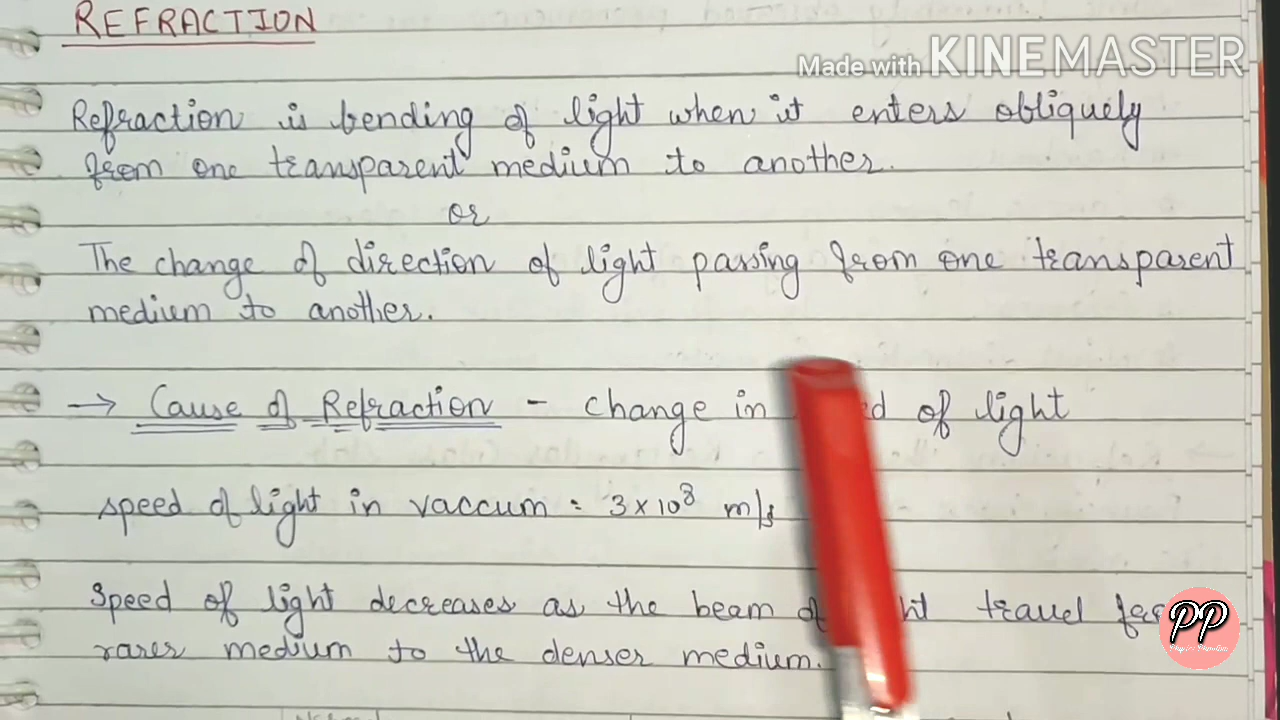 REFRACTION
Made with KINEMASTER
Refraction is bending of light when it enters obliquely
from one transparent medium to another.
or
The change of direction of light passing from one transparent
medium to another.
→ Cause of Refraction - change in of light
speed of light in vaccum = 3 × 10⁸ m/s
Speed of light decreases as the beam travel
rarer medium to the denser medium.
PP